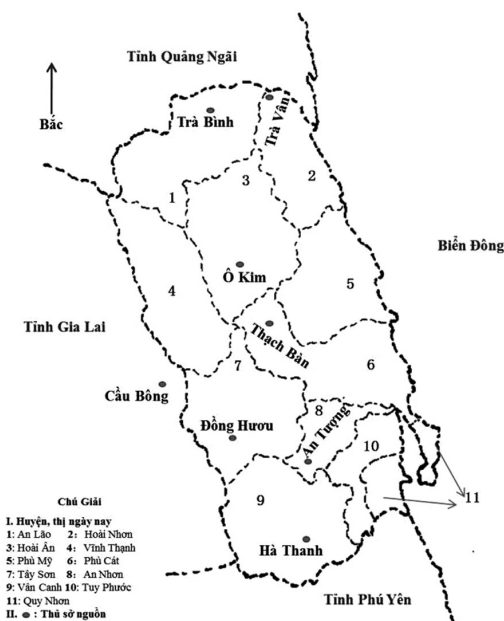 Tỉnh Quảng Ngãi
Bắc
Trà Bình
Trà Vân
1
3
2
Biển Đông
Ô Kim
4
5
Tỉnh Gia Lai
Thạch Bàn
7
6
Cầu Bông
Đồng Hươu
8
An Tượng
10
9
11
Hà Thanh
Tỉnh Phú Yên
Chú Giải
I. Huyện, thị ngày nay
1: An Lão 2: Hoài Nhơn
3: Hoài Ân 4: Vĩnh Thạnh
5: Phù Mỹ 6: Phù Cát
7: Tây Sơn 8: An Nhơn
9: Vân Canh 10: Tuy Phước
11: Quy Nhơn
II. : Thủ sở nguồn